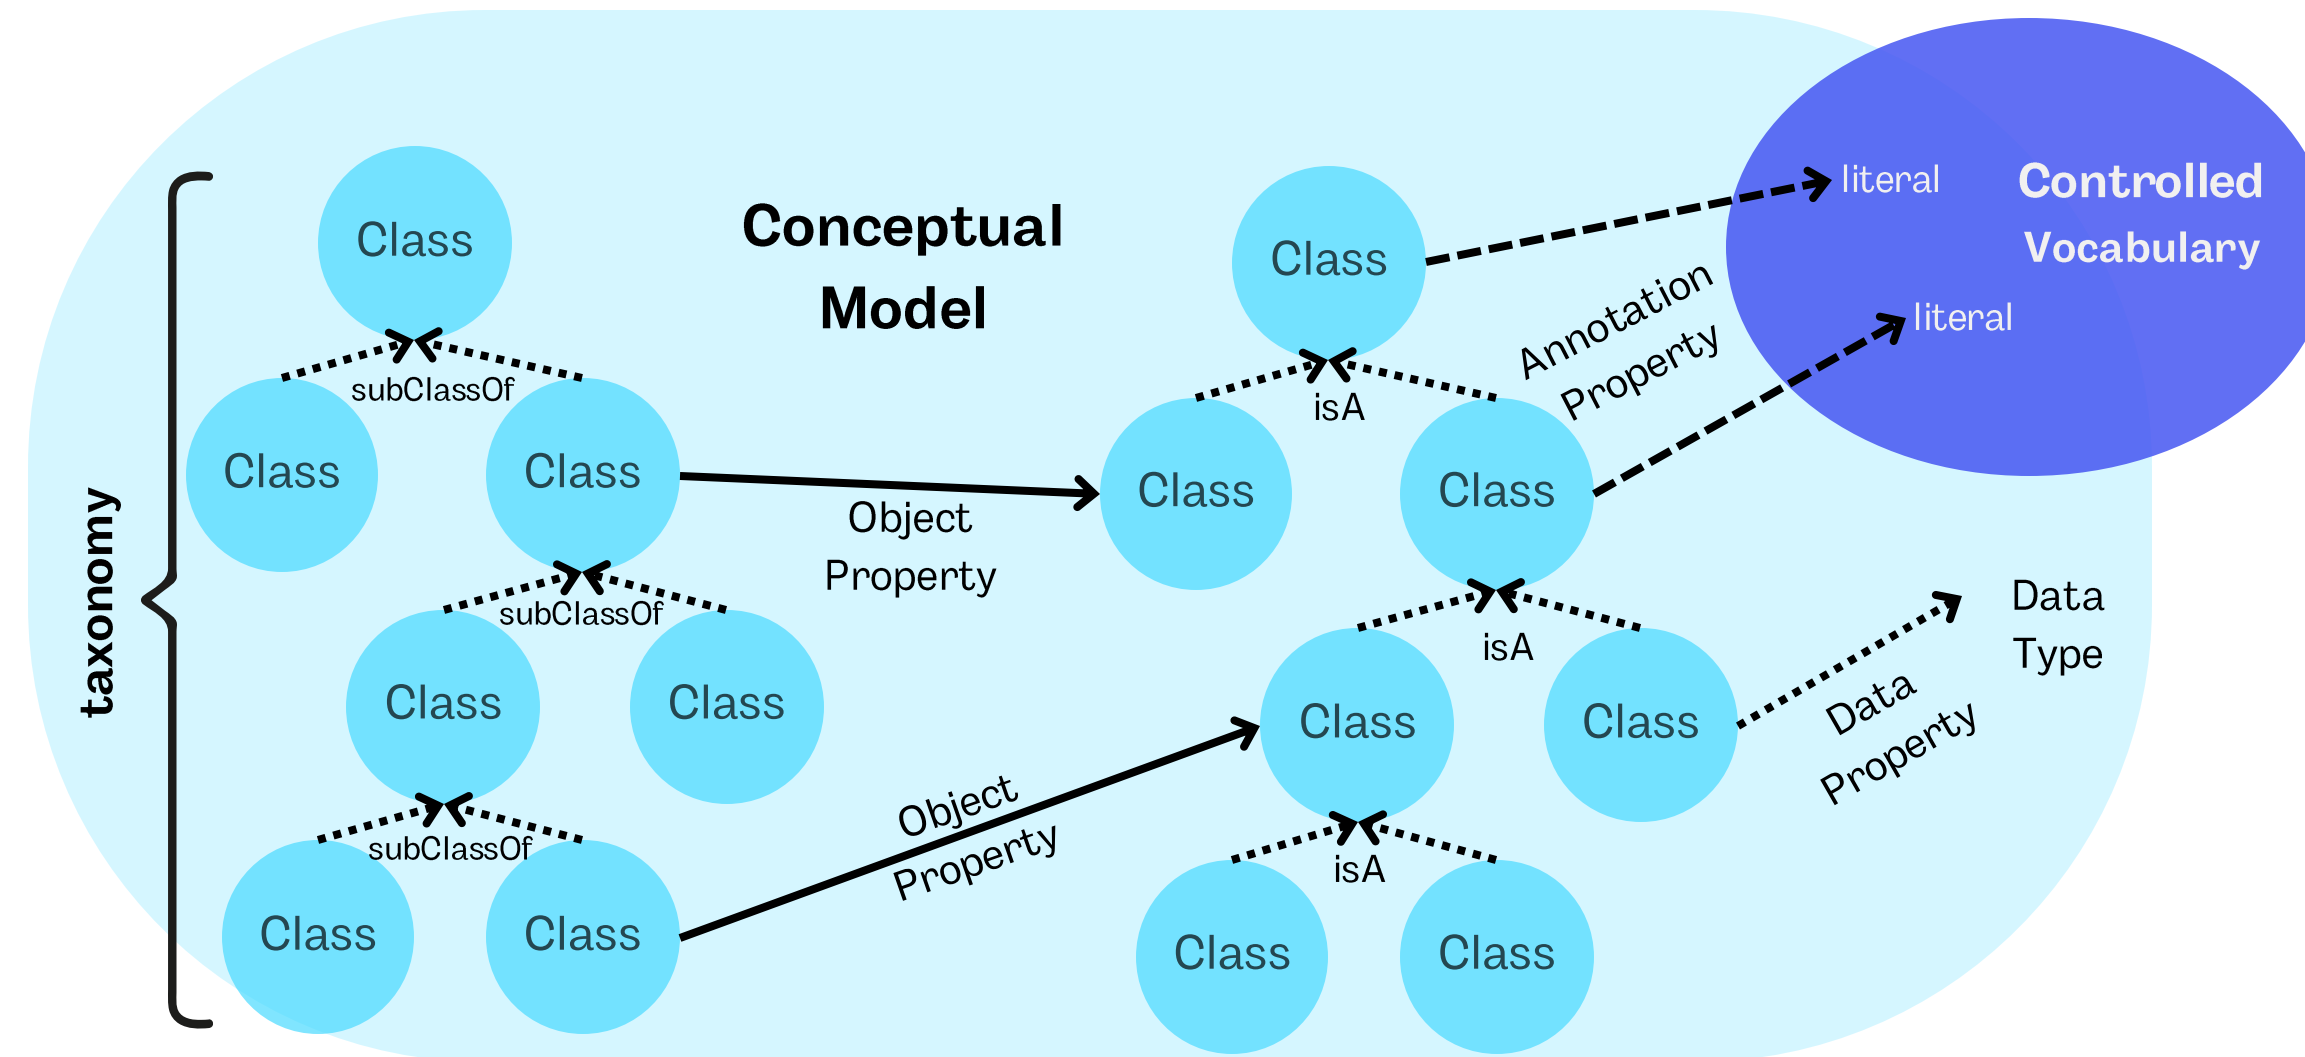 taxonomy
Conceptual
Model
Class
subClassOf
Class
Class
subClassOf
Class
Class
subClassOf
Class
Class
Object
Property
Object
Property
Class
isA
Class
Class
isA
Class
Class
isA
Class
Class
Annotation
Property
literal
literal
Controlled
Vocabulary
Data
Property
Data
Type